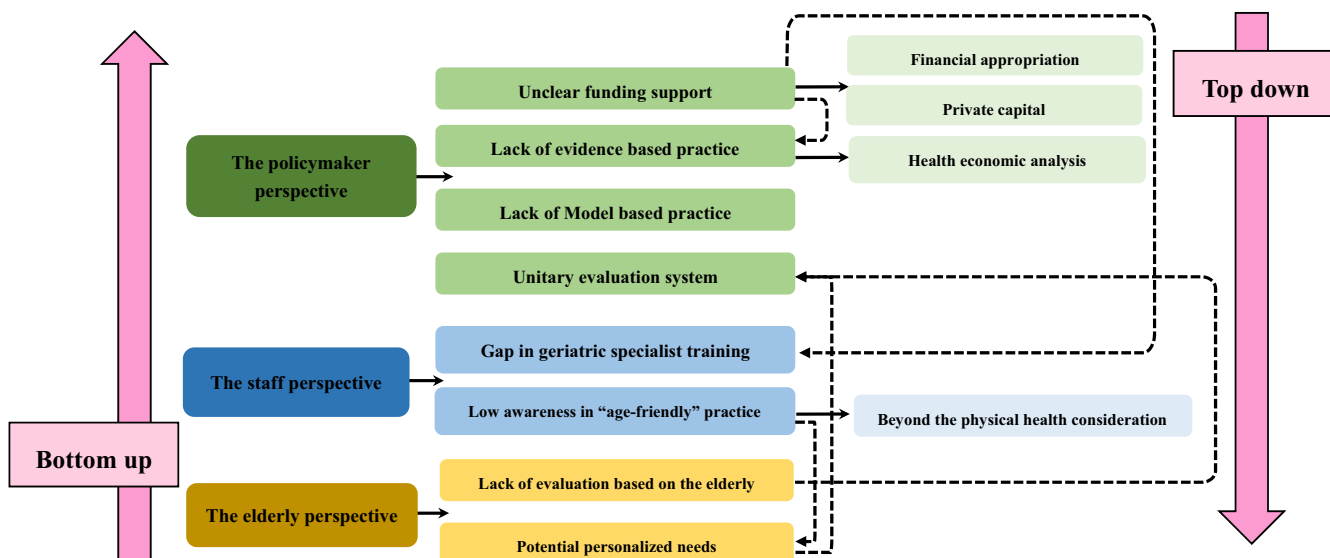 Financial appropriation
Unclear funding support
Top down
Private capital
Lack of evidence based practice
Health economic analysis
The policymaker
perspective
Lack of Model based practice
Unitary evaluation system
Gap in geriatric specialist training
The staff perspective
Low awareness in “age-friendly” practice
Beyond the physical health consideration
Bottom up
Lack of evaluation based on the elderly
The elderly perspective
Potential personalized needs